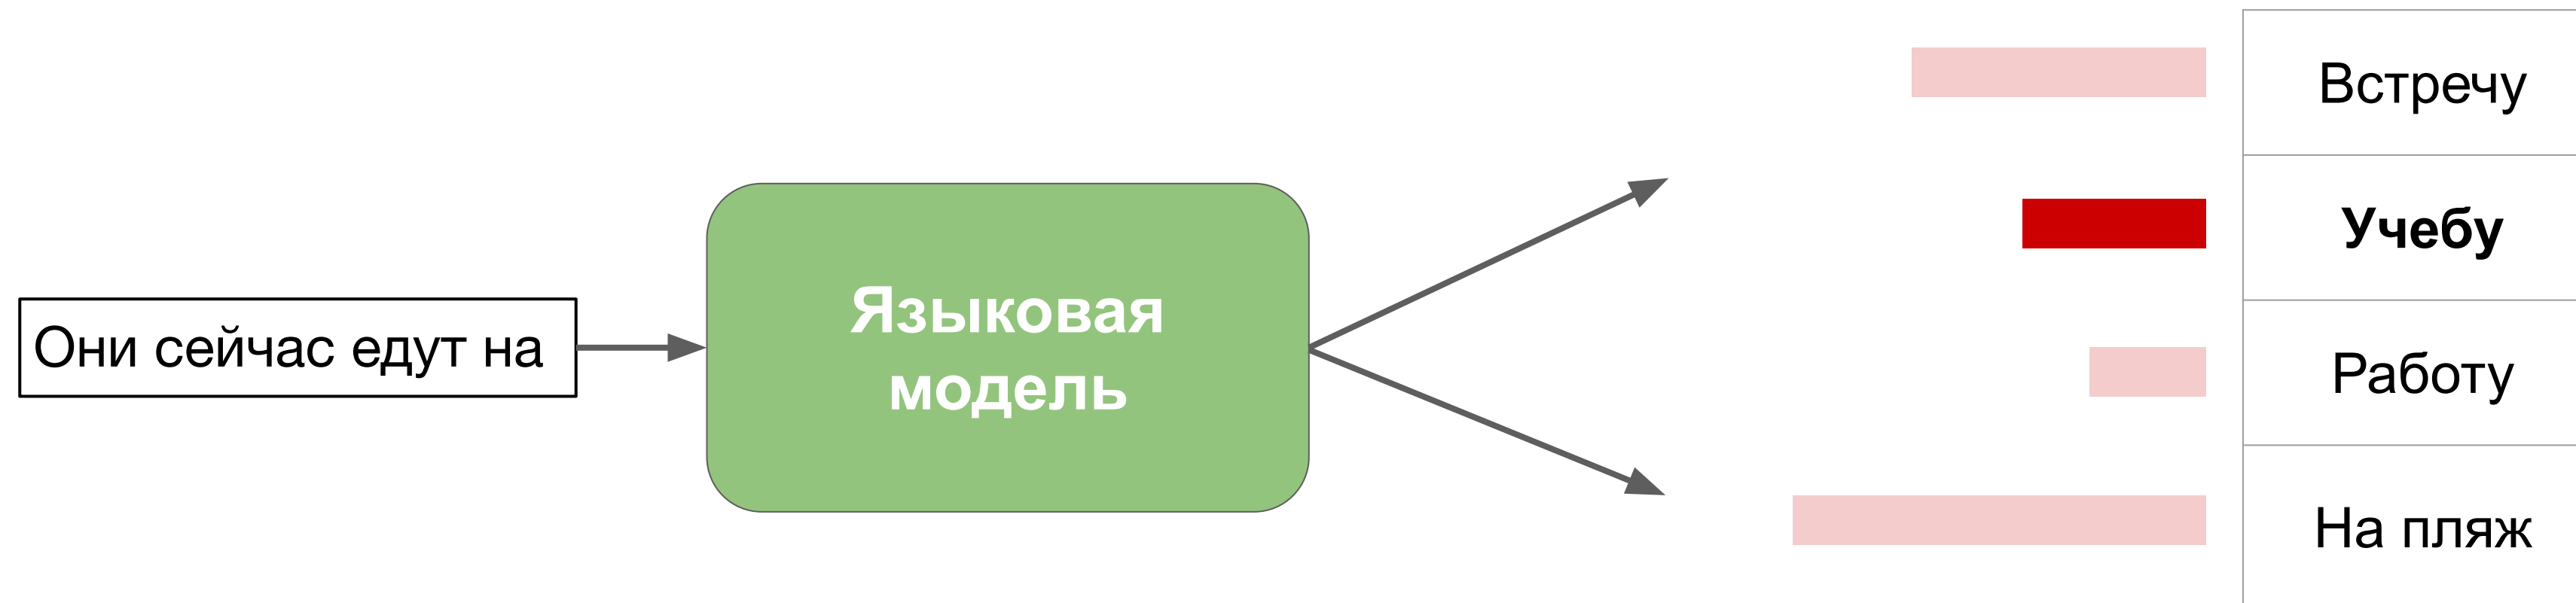 Они сейчас едут на
Языковая
модель
Встречу
Учебу
Работу
На пляж